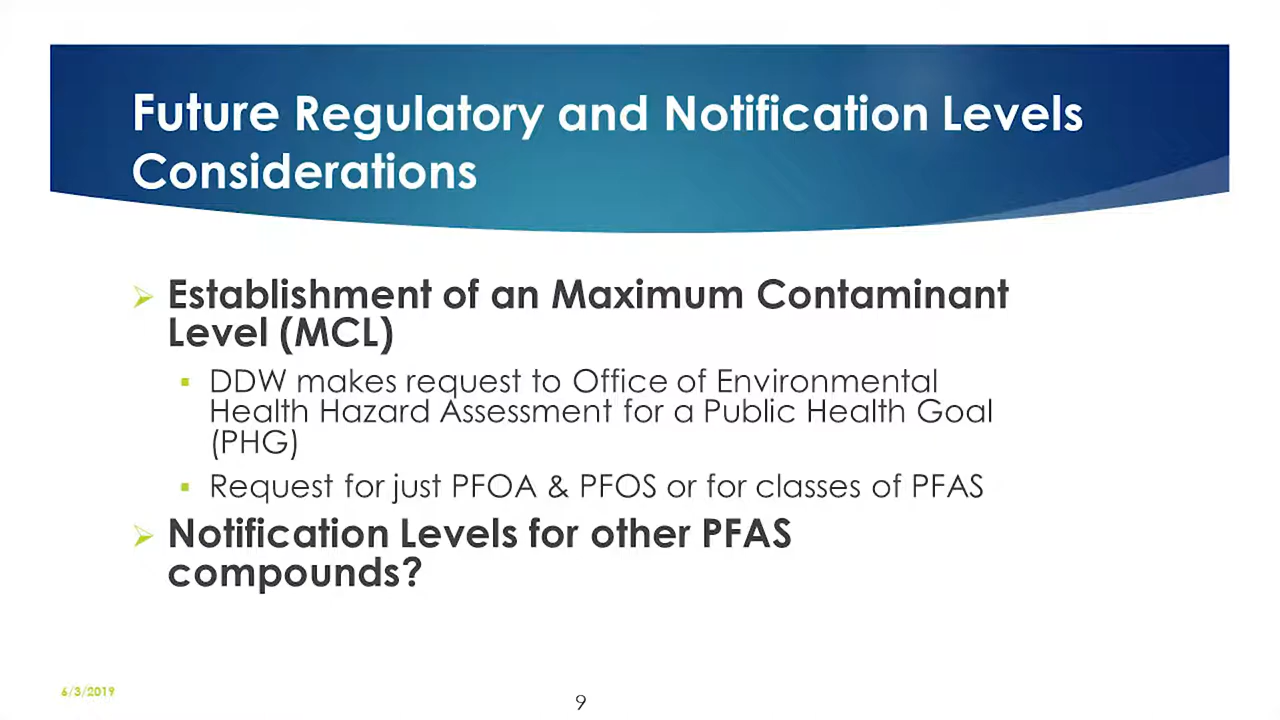 Future Regulatory and Notification Levels
Considerations
Establishment of an Maximum Contaminant
Level (MCL)
DDW makes request to Office of Environmental
Health Hazard Assessment for a Public Health Goal
(PHG)
Request for just PFOA & PFOS or for classes of PFAS
Notification Levels for other PFAS
compounds?
6/3/2019
9